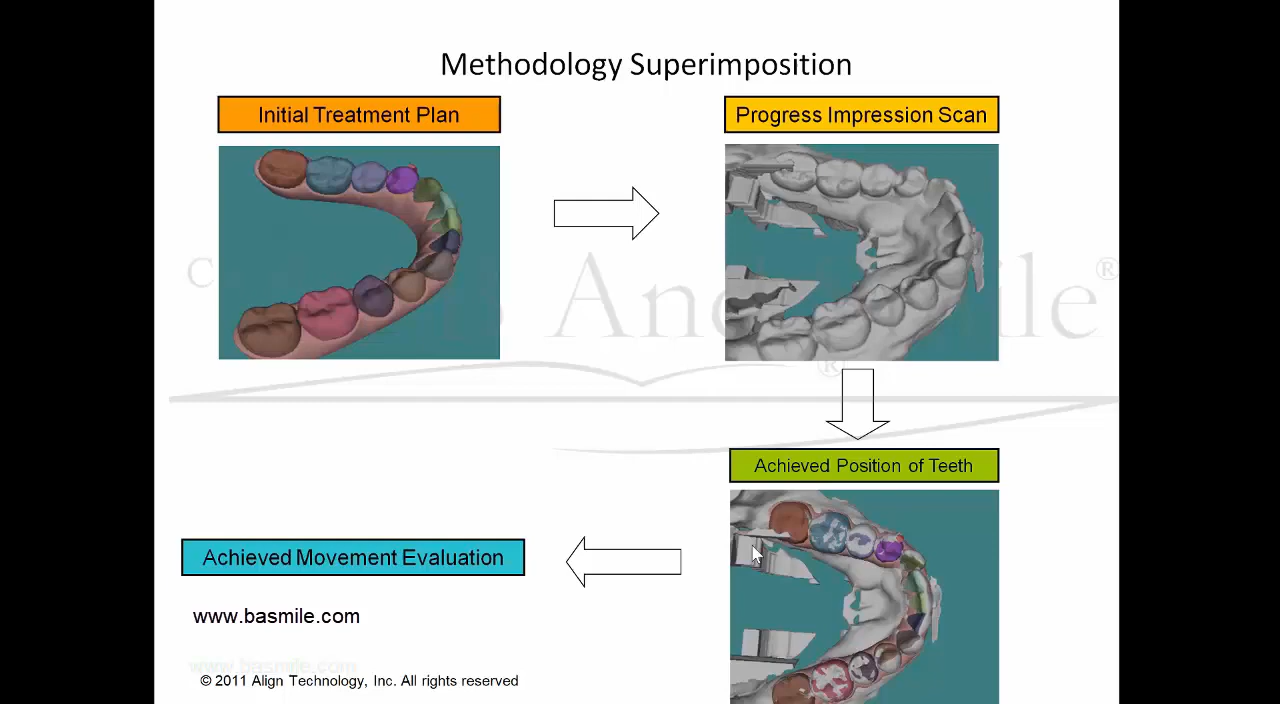 Methodology Superimposition
Initial Treatment Plan
Progress Impression Scan
And
®
®
Achieved Position of Teeth
Achieved Movement Evaluation
www.basmile.com
www.basmile.com
© 2011 Align Technology, Inc. All rights reserved